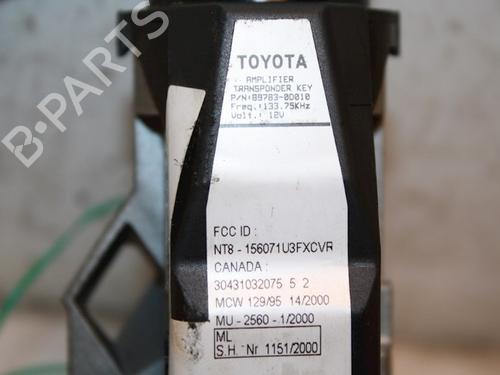 TOYOTA
AMPLIFIER
TRANSPONDER KEY
P/N:89783-0D010
Freq.:133.75KHz
Volt.: 12V
FCC ID :
NT8 - 156071U3FXCVR
CANADA :
30431032075 5 2
MCW 129/95 14/2000
MU - 2560 - 1/2000
ML
S.H. Nr 1151/2000
B-PARTS